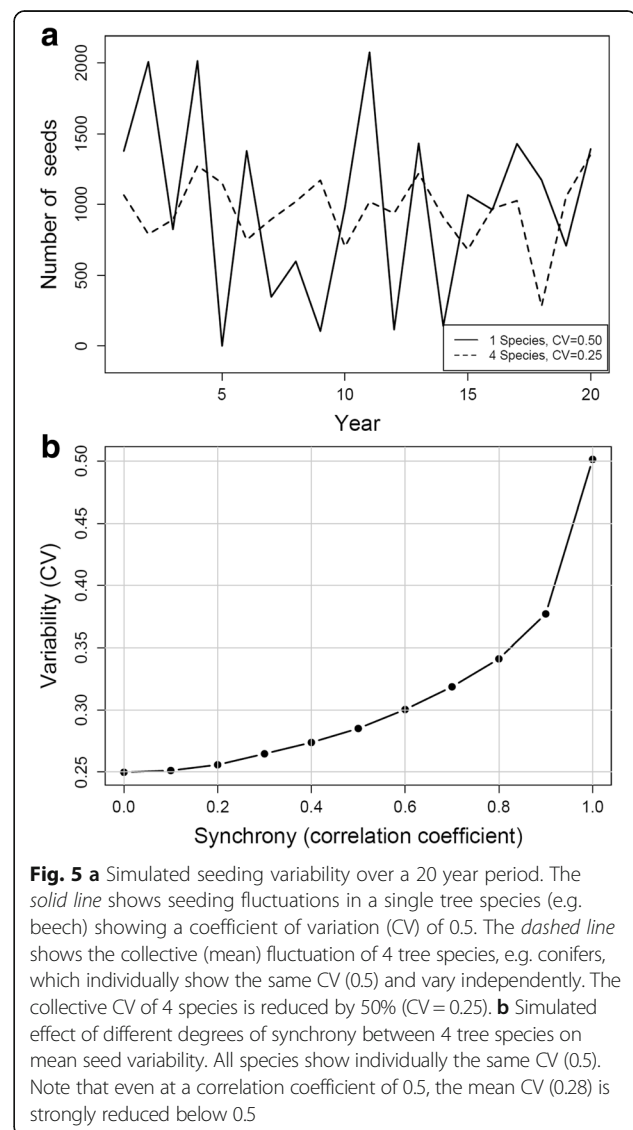 a
2000
1500
1000
500
0
Number of seeds
1 Species, CV=0.50
4 Species, CV=0.25
5 10 15 20
Year
b
0.50
0.45
0.40
0.35
0.30
0.25
Variability (CV)
0.0 0.2 0.4 0.6 0.8 1.0
Synchrony (correlation coefficient)
Fig. 5 a Simulated seeding variability over a 20 year period. The
solid line shows seeding fluctuations in a single tree species (e.g.
beech) showing a coefficient of variation (CV) of 0.5. The dashed line
shows the collective (mean) fluctuation of 4 tree species, e.g. conifers,
which individually show the same CV (0.5) and vary independently. The
collective CV of 4 species is reduced by 50% (CV = 0.25). b Simulated
effect of different degrees of synchrony between 4 tree species on
mean seed variability. All species show individually the same CV (0.5).
Note that even at a correlation coefficient of 0.5, the mean CV (0.28) is
strongly reduced below 0.5